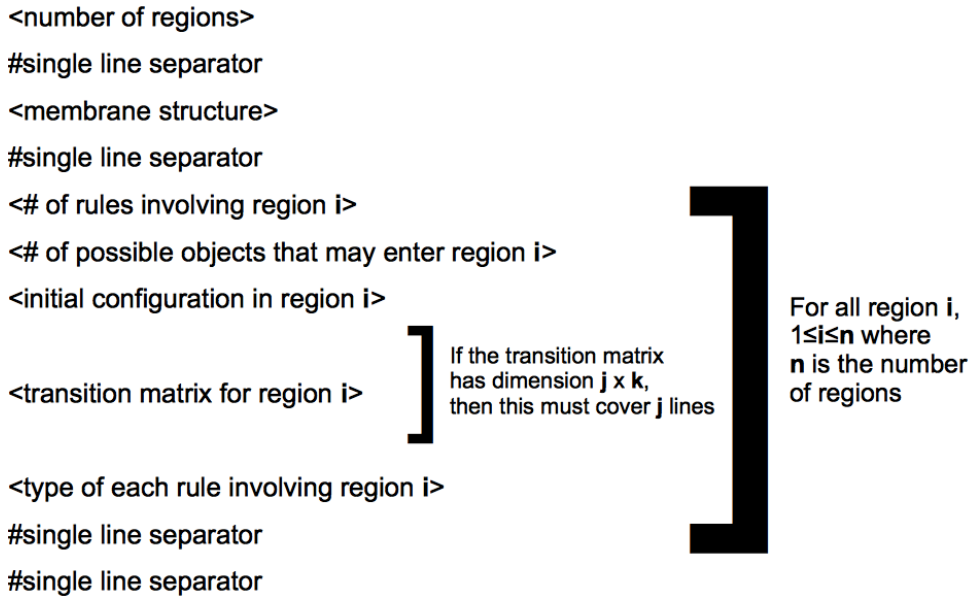 <number of regions>
#single line separator
<membrane structure>
#single line separator
<# of rules involving region i>
<# of possible objects that may enter region i>
<initial configuration in region i>
<transition matrix for region i>
If the transition matrix
has dimension j x k,
then this must cover j lines
<type of each rule involving region i>
#single line separator
#single line separator
For all region i,
1≤i≤n where
n is the number
of regions